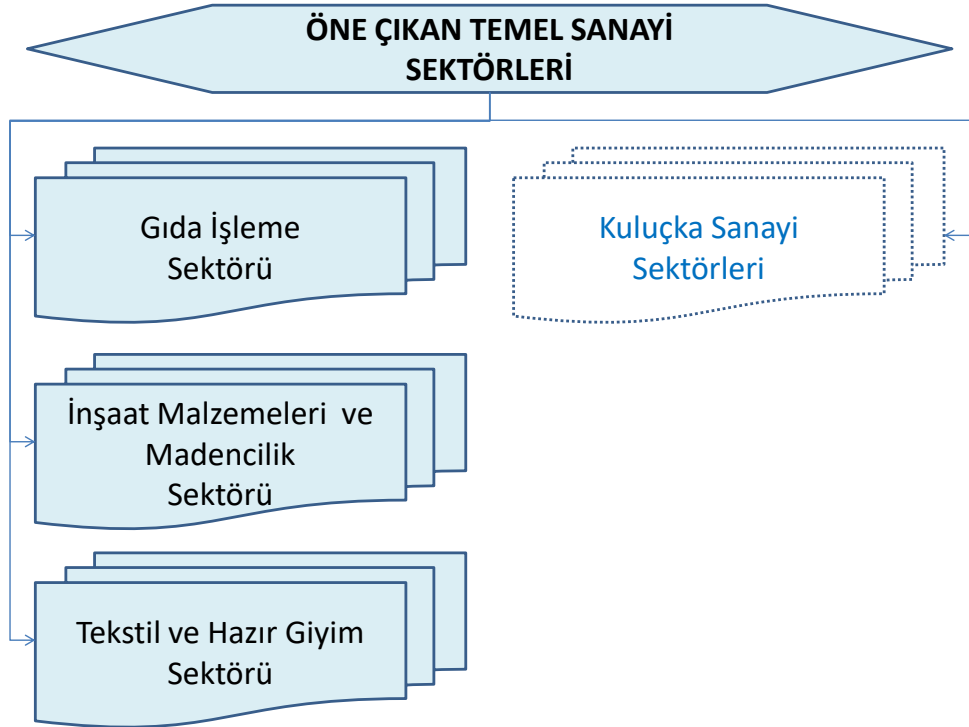 ÖNE ÇIKAN TEMEL SANAYİ
SEKTÖRLERİ
Gıda İşleme
Sektörü
Kuluçka Sanayi
Sektörleri
İnşaat Malzemeleri ve
Madencilik
Sektörü
Tekstil ve Hazır Giyim
Sektörü